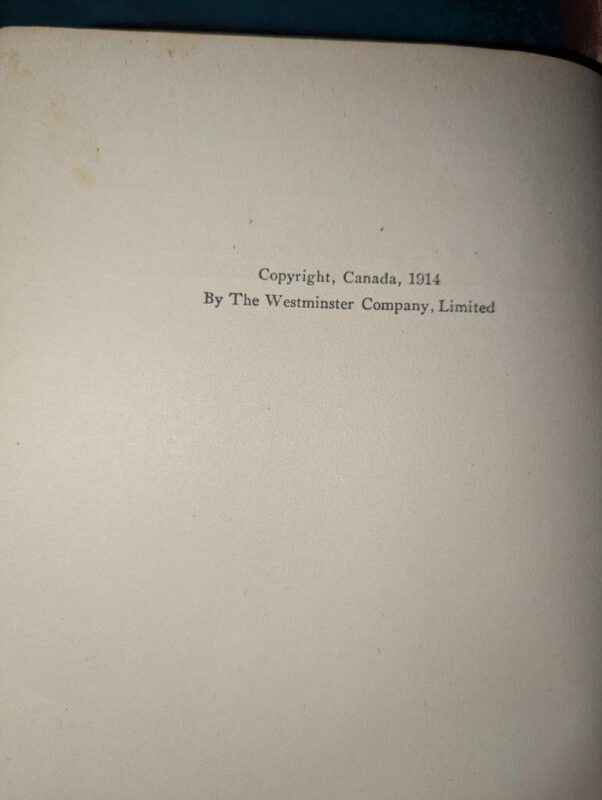 Copyright, Canada, 1914
By The Westminster Company, Limited